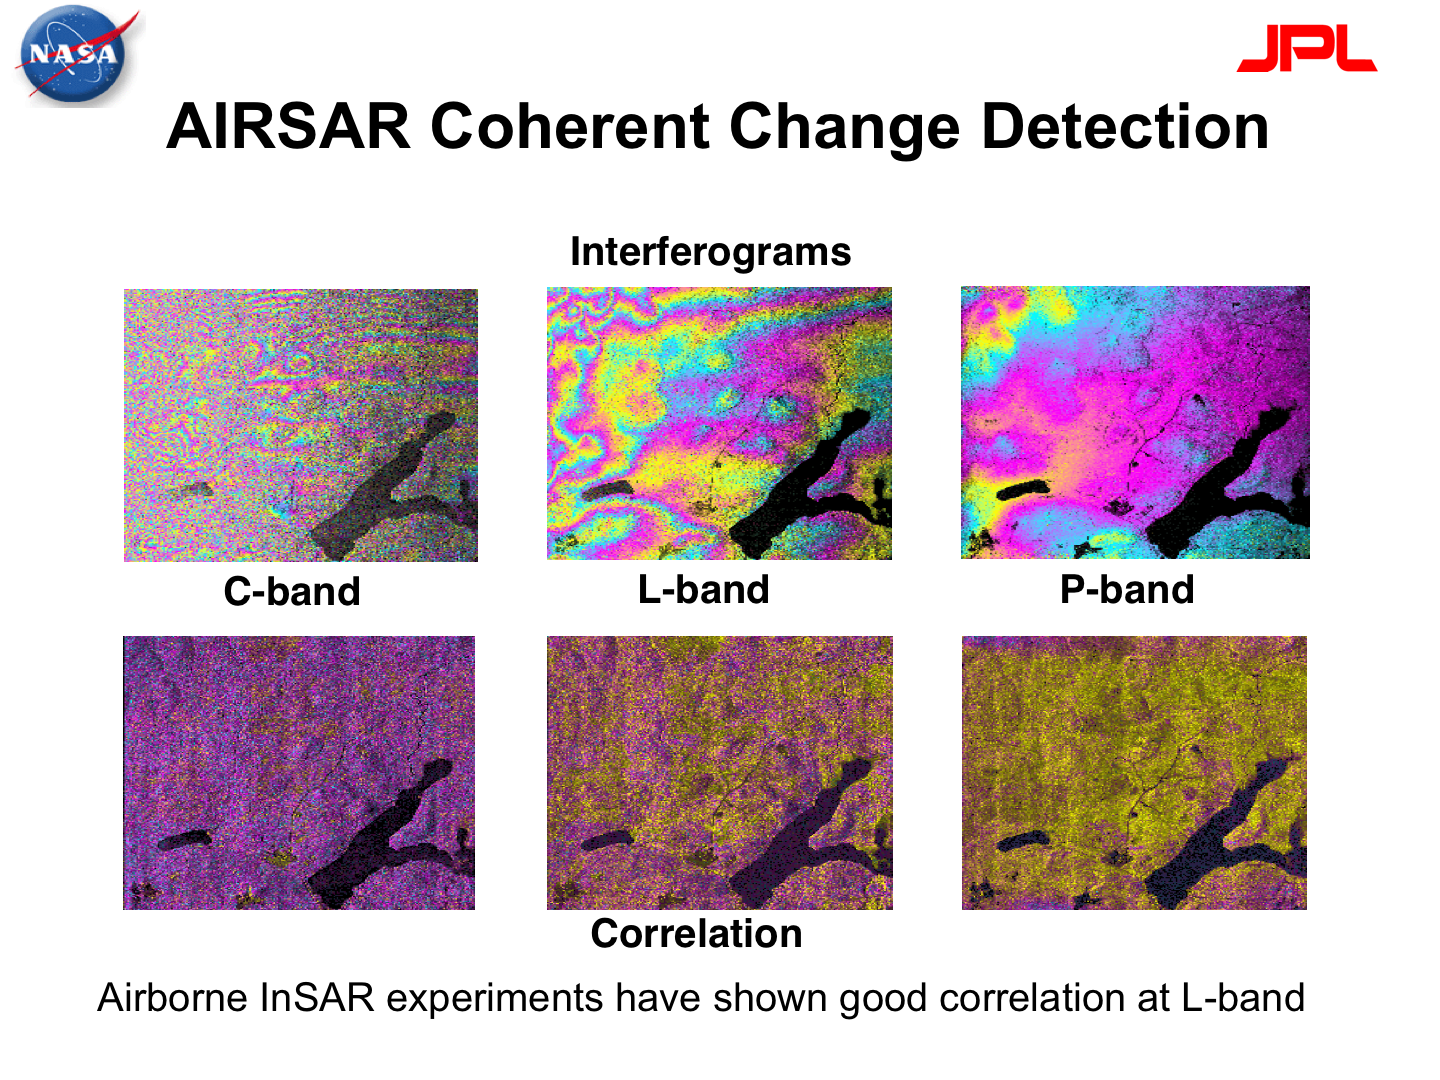 NASA
JPL
AIRSAR Coherent Change Detection
Interferograms
C-band
L-band
P-band
Correlation
Airborne InSAR experiments have shown good correlation at L-band